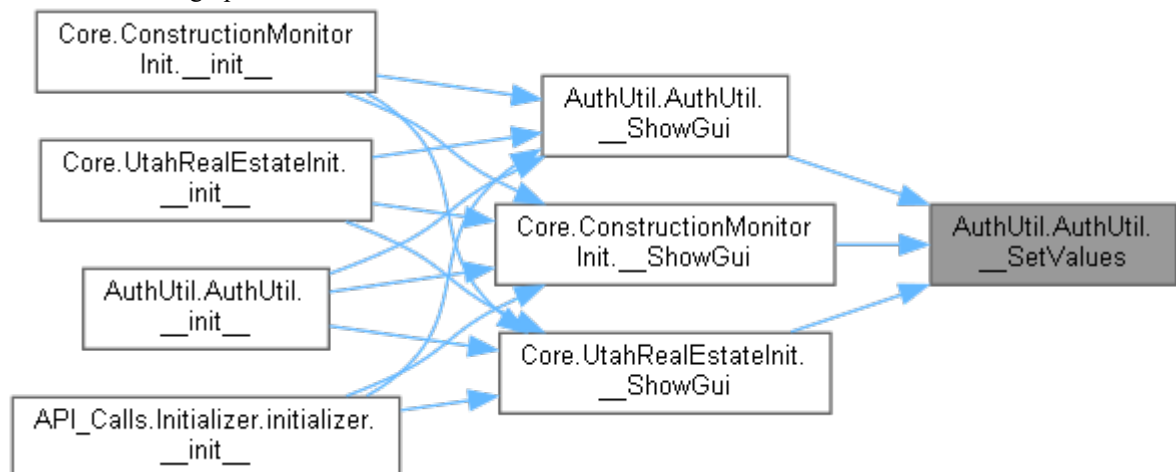 Core.ConstructionMonitor
Init.__init__
AuthUtil.AuthUtil.
__ShowGui
Core.UtahRealEstateInit.
__init__
Core.ConstructionMonitor
Init.__ShowGui
AuthUtil.AuthUtil.
__SetValues
AuthUtil.AuthUtil.
__init__
Core.UtahRealEstateInit.
__ShowGui
API_Calls.Initializer.initializer.
__init__